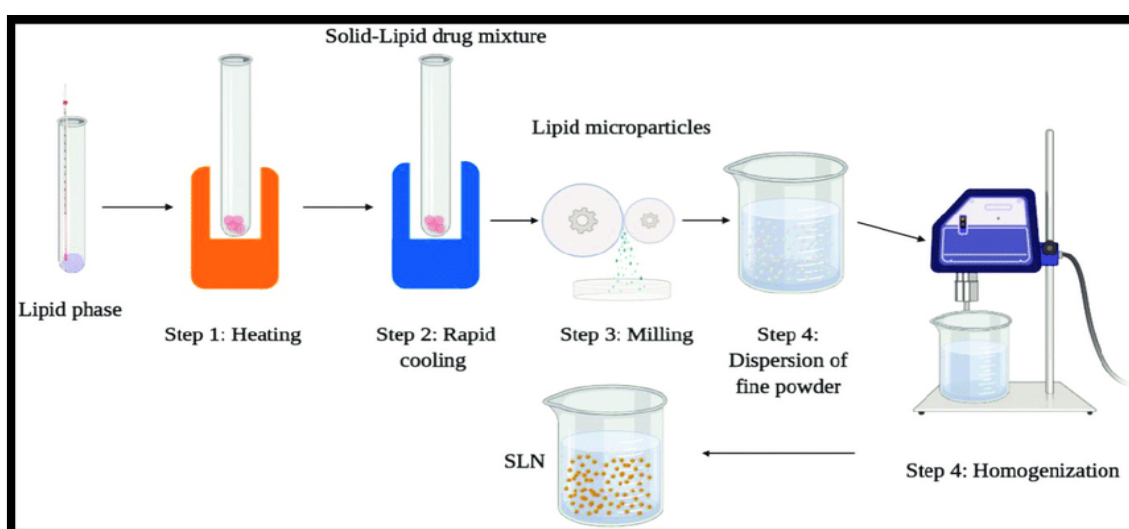 Solid-Lipid drug mixture
Lipid microparticles
Lipid phase
Step 1: Heating
Step 2: Rapid
cooling
Step 3: Milling
Step 4:
Dispersion of
fine powder
Step 4: Homogenization
SLN